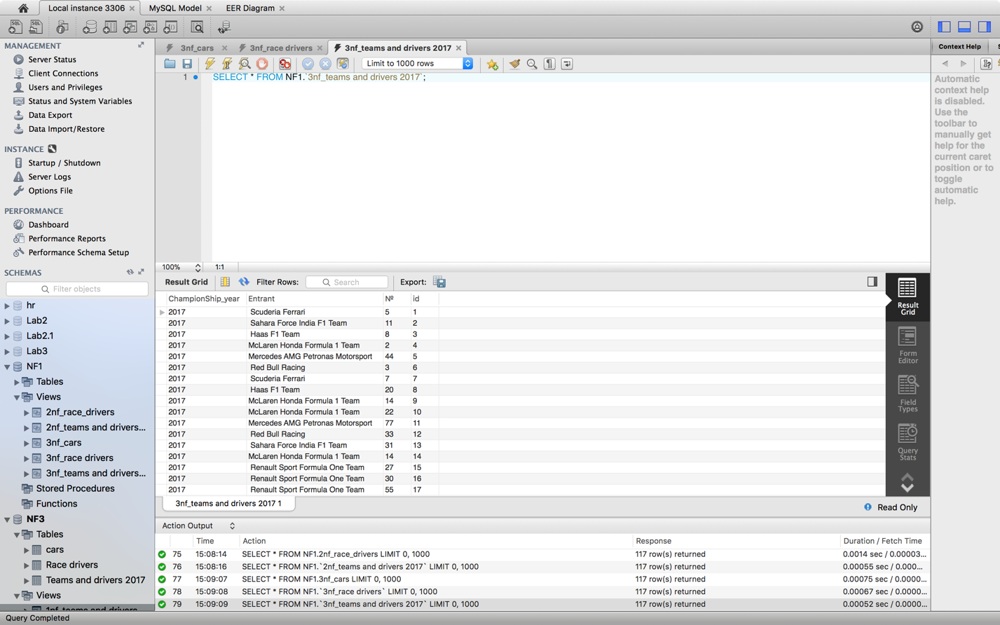 Local instance 3306
MySQL Model
EER Diagram
MANAGEMENT
Server Status
Client Connections
Users and Privileges
Status and System Variables
Data Export
Data Import/Restore
INSTANCE
Startup / Shutdown
Server Logs
Options File
PERFORMANCE
Dashboard
Performance Reports
Performance Schema Setup
SCHEMAS
Filter objects
hr
Lab2
Lab2.1
Lab3
NF1
Tables
Views
2nf_race_drivers
2nf_teams and drivers...
3nf_cars
3nf_race drivers
3nf_teams and drivers...
Stored Procedures
Functions
NF3
Tables
cars
Race drivers
Teams and drivers 2017
Views
3nf_cars
3nf_race drivers
3nf_teams and drivers 2017
Limit to 1000 rows
1 SELECT * FROM NF1.`3nf_teams and drivers 2017`;
100% 1:1
Result Grid Filter Rows: Search Export:
ChampionShip_year Entrant Nº id
2017 Scuderia Ferrari 5 1
2017 Sahara Force India F1 Team 11 2
2017 Haas F1 Team 8 3
2017 McLaren Honda Formula 1 Team 2 4
2017 Mercedes AMG Petronas Motorsport 44 5
2017 Red Bull Racing 3 6
2017 Scuderia Ferrari 7 7
2017 Haas F1 Team 20 8
2017 McLaren Honda Formula 1 Team 14 9
2017 McLaren Honda Formula 1 Team 22 10
2017 Mercedes AMG Petronas Motorsport 77 11
2017 Red Bull Racing 33 12
2017 Sahara Force India F1 Team 31 13
2017 McLaren Honda Formula 1 Team 14 14
2017 Renault Sport Formula One Team 27 15
2017 Renault Sport Formula One Team 30 16
2017 Renault Sport Formula One Team 55 17
Result
Grid
Form
Editor
Field
Types
Query
Stats
3nf_teams and drivers 2017 1
Read Only
Action Output
Time Action Response Duration / Fetch Time
75 15:08:14 SELECT * FROM NF1.2nf_race_drivers LIMIT 0, 1000 117 row(s) returned 0.0014 sec / 0.00003...
76 15:08:16 SELECT * FROM NF1.`2nf_teams and drivers 2017` LIMIT 0, 1000 117 row(s) returned 0.00055 sec / 0.000...
77 15:09:07 SELECT * FROM NF1.3nf_cars LIMIT 0, 1000 117 row(s) returned 0.00075 sec / 0.0000...
78 15:09:08 SELECT * FROM NF1.`3nf_race drivers` LIMIT 0, 1000 117 row(s) returned 0.00067 sec / 0.0000...
79 15:09:09 SELECT * FROM NF1.`3nf_teams and drivers 2017` LIMIT 0, 1000 117 row(s) returned 0.00052 sec / 0.0000...
Context Help
Automatic
context help
is disabled.
Use the
toolbar to
manually get
help for the
current caret
position or to
toggle
automatic
help.
Query Completed